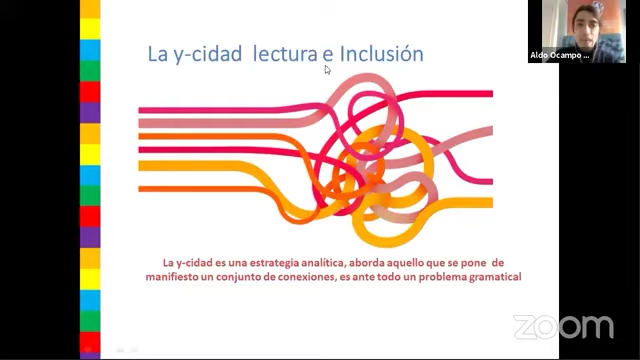 La y-cidad lectura e Inclusión
Aldo Ocampo ...
La y-cidad es una estrategia analítica, aborda aquello que se pone de
manifiesto un conjunto de conexiones, es ante todo un problema gramatical
zoom